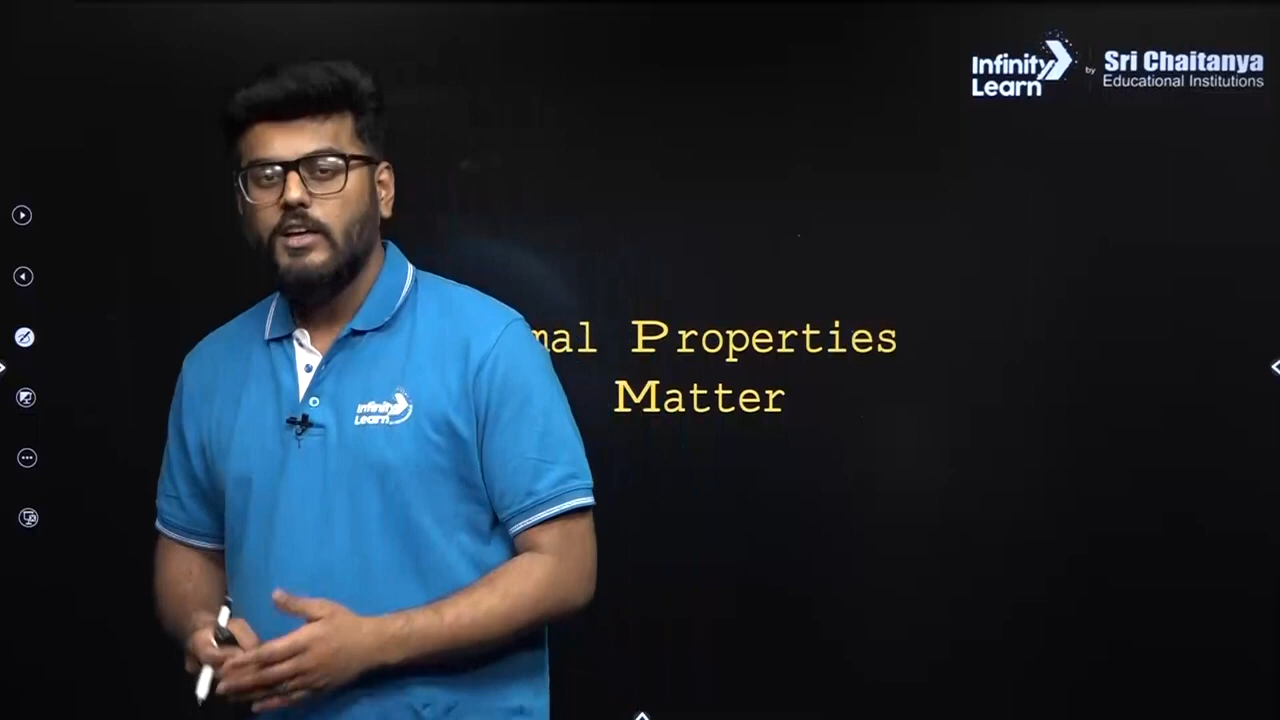 Infinity
Learn
by
Sri Chaitanya
Educational Institutions
mal Properties
Matter
Infinity
Learn